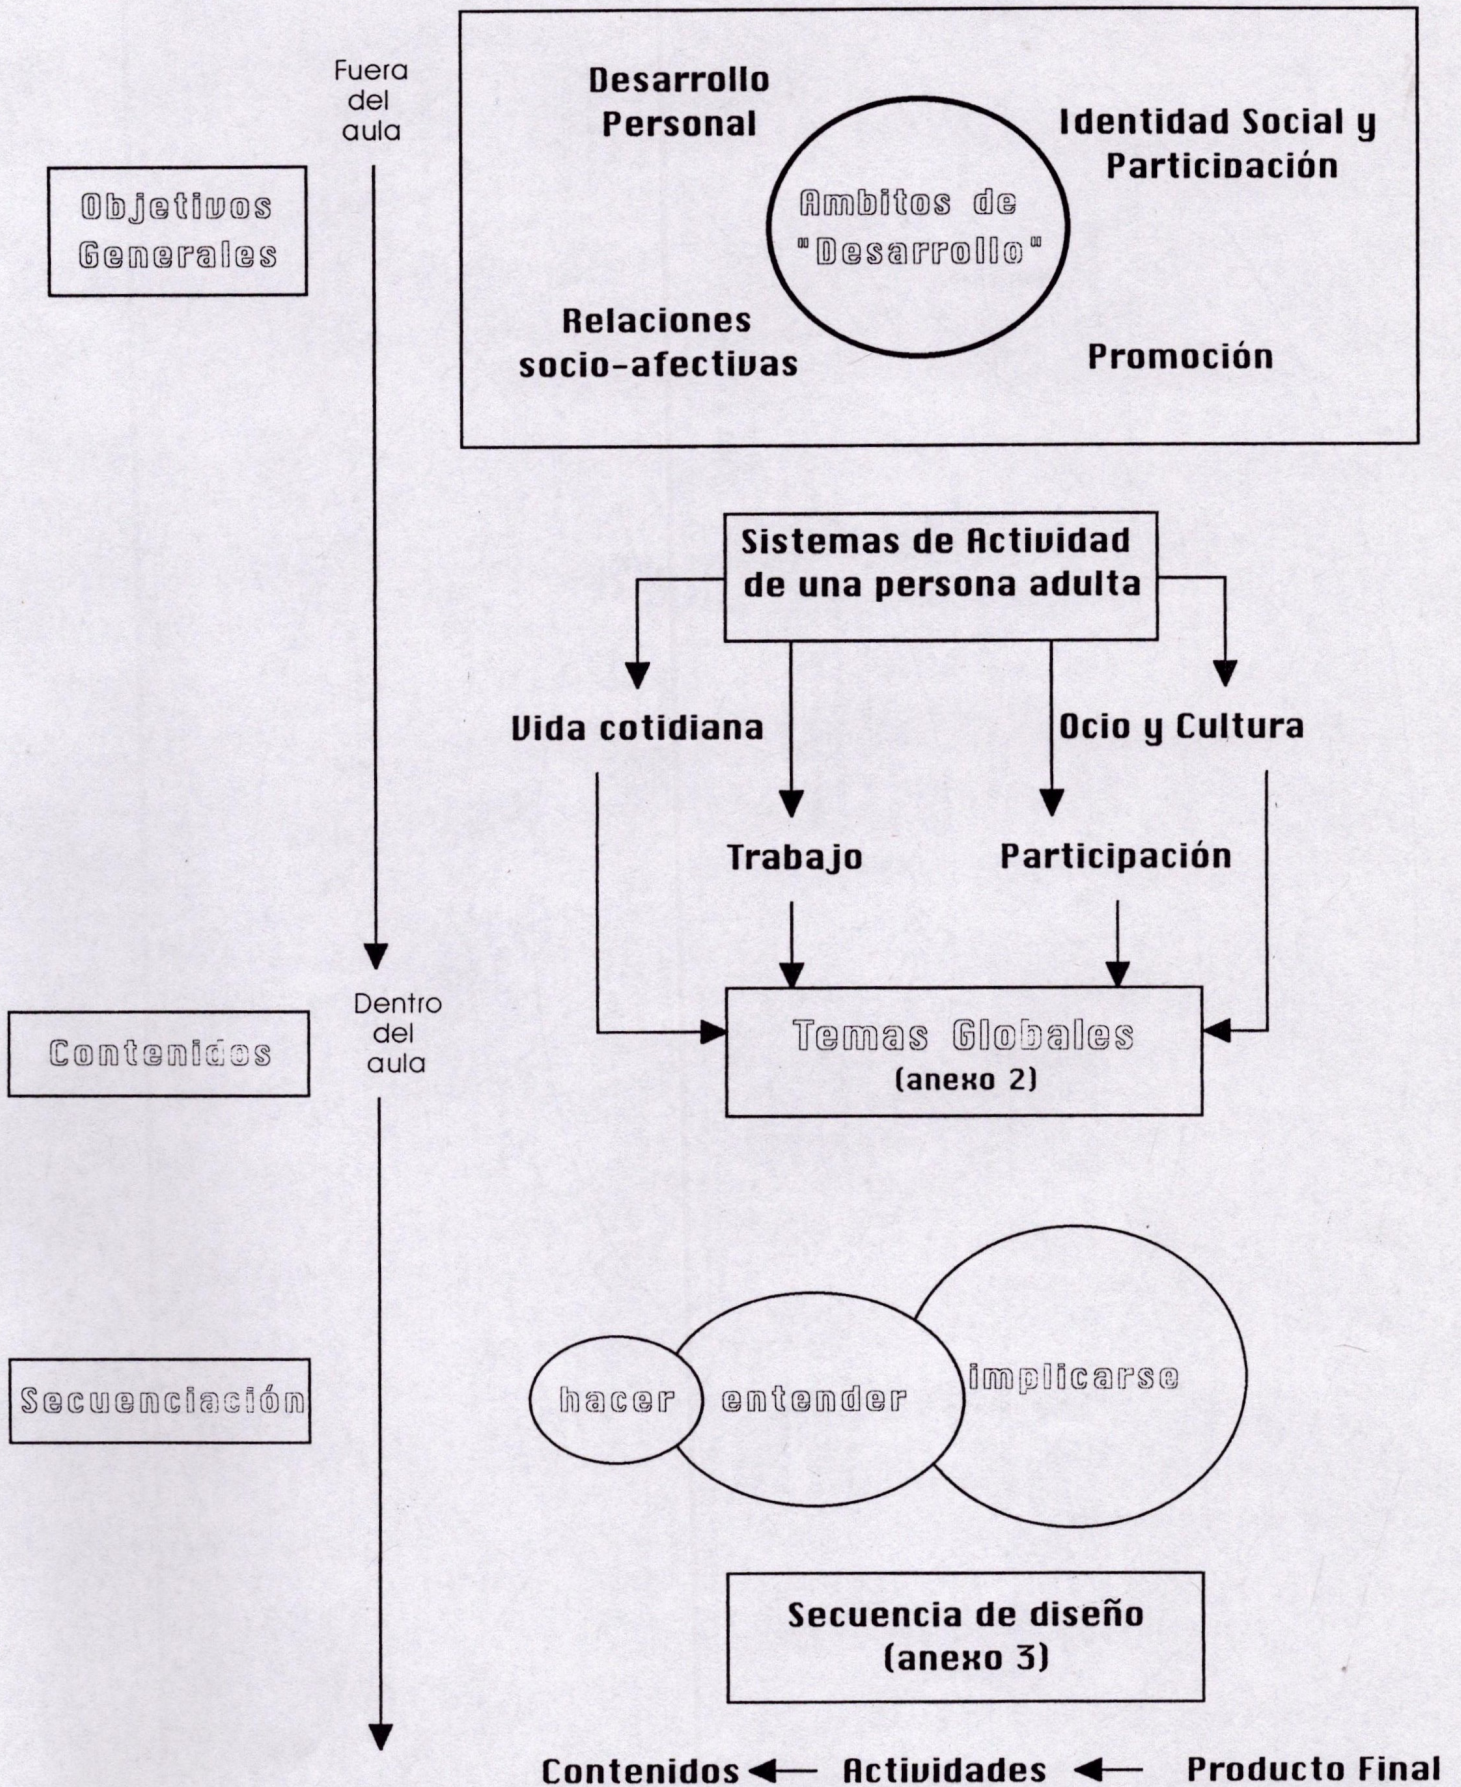 Fuera
del
aula
Objetivos
Generales
Desarrollo
Personal
Identidad Social y
Participación
Ambitos de
"Desarrollo"
Relaciones
socio-afectivas
Promoción
Sistemas de Actividad
de una persona adulta
Vida cotidiana
Ocio y Cultura
Trabajo
Participación
Contenidos
Dentro
del
aula
Temas Globales
(anexo 2)
Secuenciación
hacer
entender
implicarse
Secuencia de diseño
(anexo 3)
Contenidos
Actividades
Producto Final